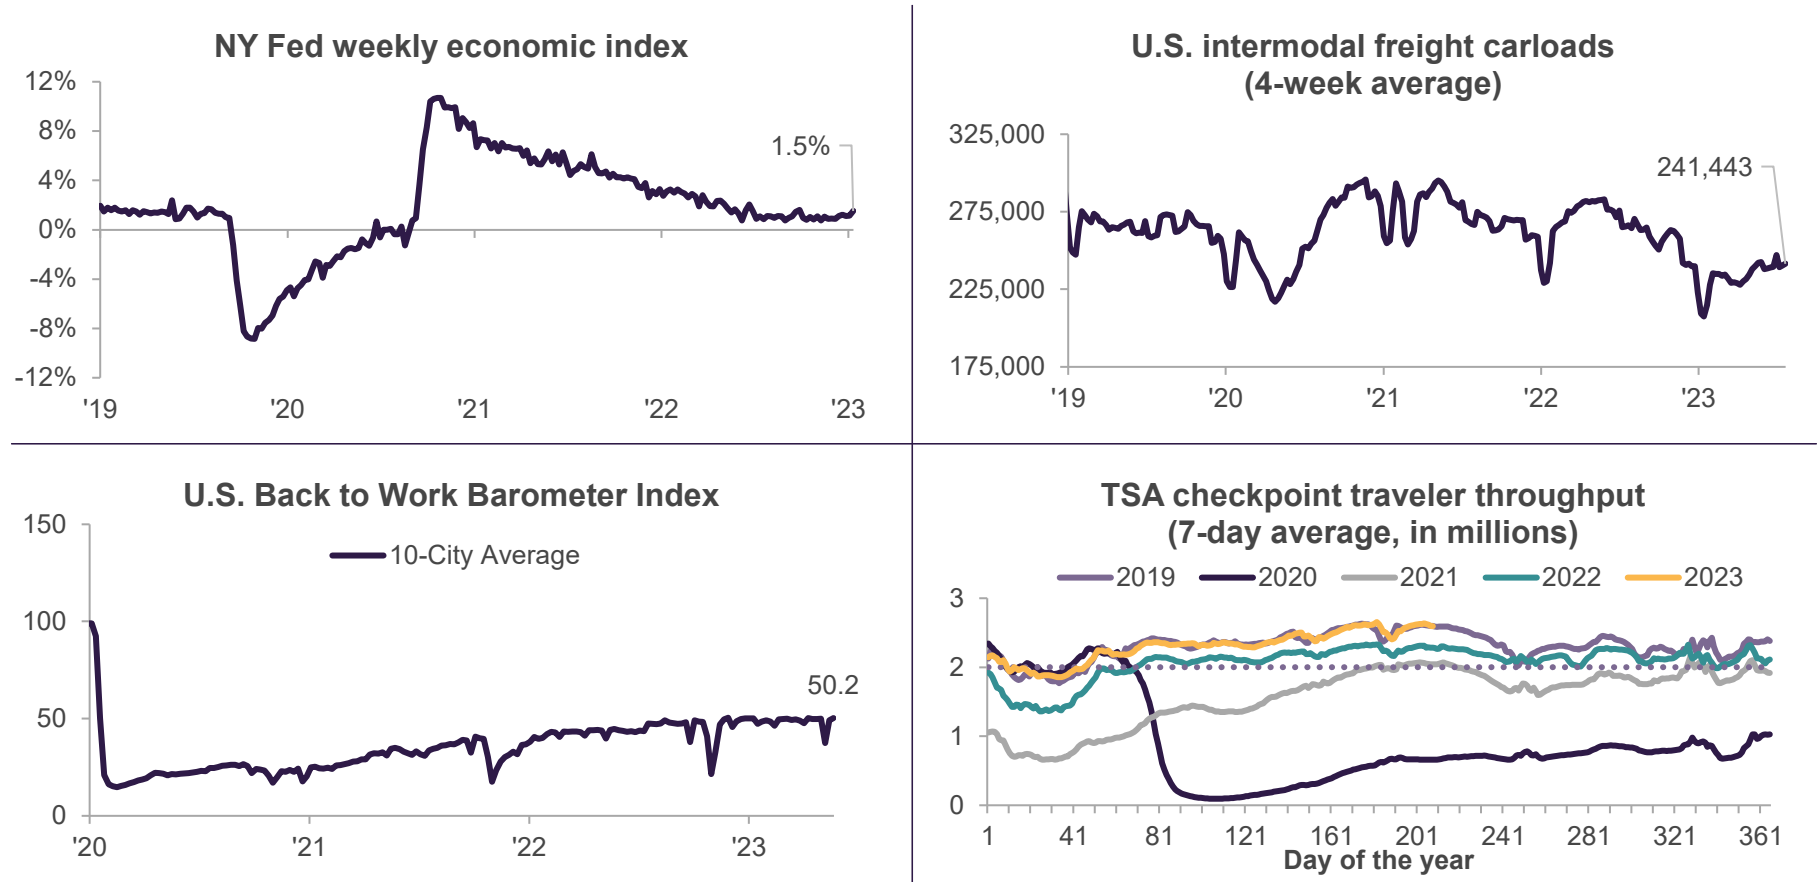 NY Fed weekly economic index
12%
8%
4%
0%
-4%
-8%
-12%
1.5%
'19 '20 '21 '22 '23
U.S. intermodal freight carloads
(4-week average)
325,000
275,000
225,000
175,000
241,443
'19 '20 '21 '22 '23
U.S. Back to Work Barometer Index
10-City Average
150
100
50
0
50.2
'20 '21 '22 '23
TSA checkpoint traveler throughput
(7-day average, in millions)
2019 2020 2021 2022 2023
3
2
1
0
1 41 81 121 161 201 241 281 321 361
Day of the year